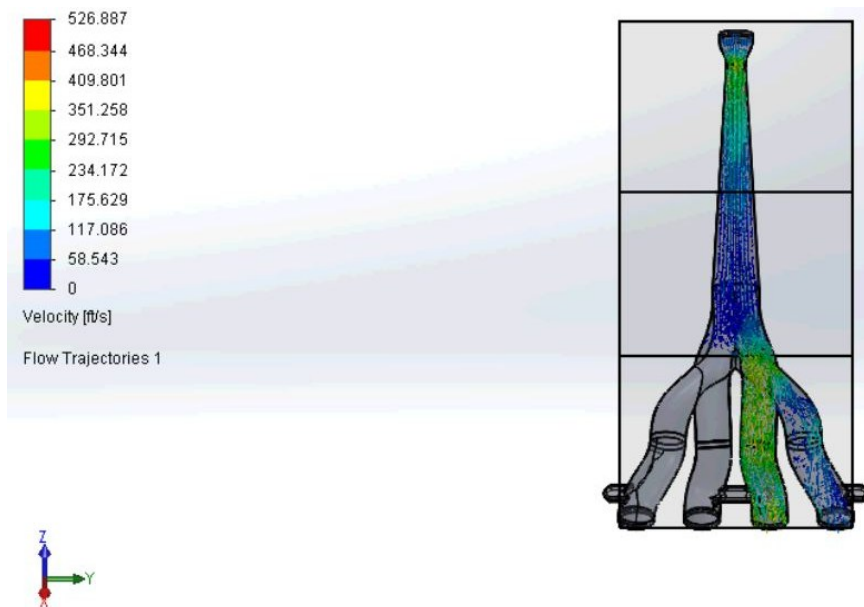 526.887
468.344
409.801
351.258
292.715
234.172
175.629
117.086
58.543
0
Velocity [ft/s]
Flow Trajectories 1
Z
Y
X